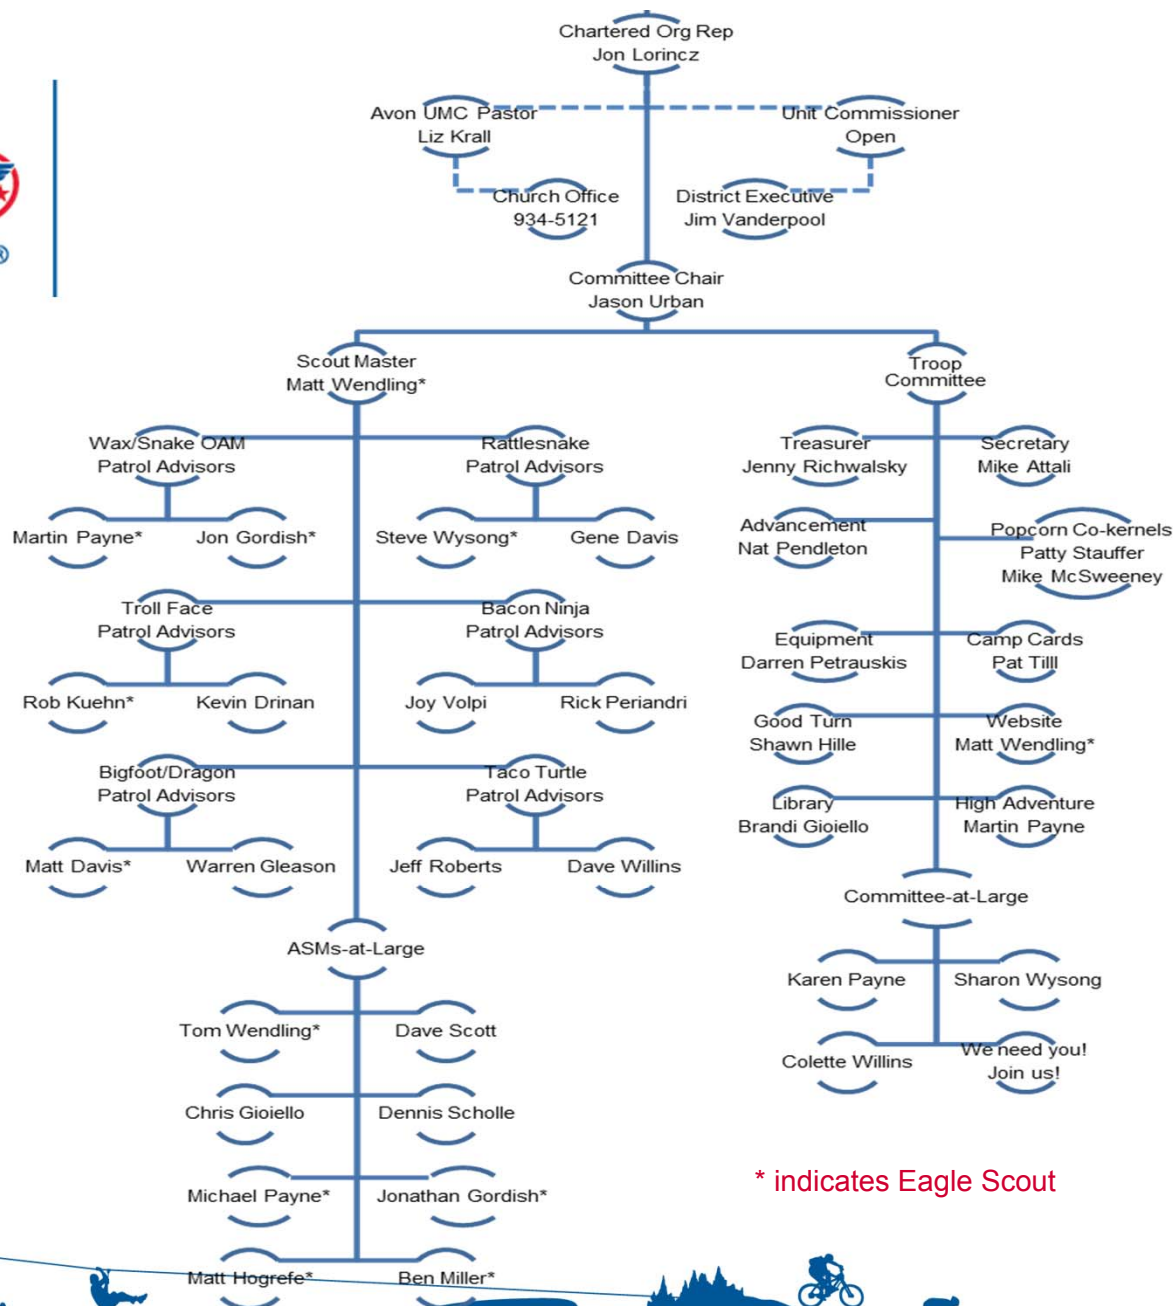 Chartered Org Rep
Jon Lorincz
Avon UMC Pastor
Liz Krall
Unit Commissioner
Open
Church Office
934-5121
District Executive
Jim Vanderpool
Committee Chair
Jason Urban
Scout Master
Matt Wendling*
Troop
Committee
Wax/Snake OAM
Patrol Advisors
Martin Payne*
Jon Gordish*
Rattlesnake
Patrol Advisors
Steve Wysong*
Gene Davis
Troll Face
Patrol Advisors
Rob Kuehn*
Kevin Drinan
Bacon Ninja
Patrol Advisors
Joy Volpi
Rick Periandri
Bigfoot/Dragon
Patrol Advisors
Matt Davis*
Warren Gleason
Taco Turtle
Patrol Advisors
Jeff Roberts
Dave Willins
ASMs-at-Large
Tom Wendling*
Dave Scott
Chris Gioiello
Dennis Scholle
Michael Payne*
Jonathan Gordish*
Matt Hogrefe*
Ben Miller*
Treasurer
Jenny Richwalsky
Secretary
Mike Attali
Advancement
Nat Pendleton
Popcorn Co-kernels
Patty Stauffer
Mike McSweeney
Equipment
Darren Petrauskis
Camp Cards
Pat Tilll
Good Turn
Shawn Hille
Website
Matt Wendling*
Library
Brandi Gioiello
High Adventure
Martin Payne
Committee-at-Large
Karen Payne
Sharon Wysong
Colette Willins
We need you!
Join us!
* indicates Eagle Scout
®